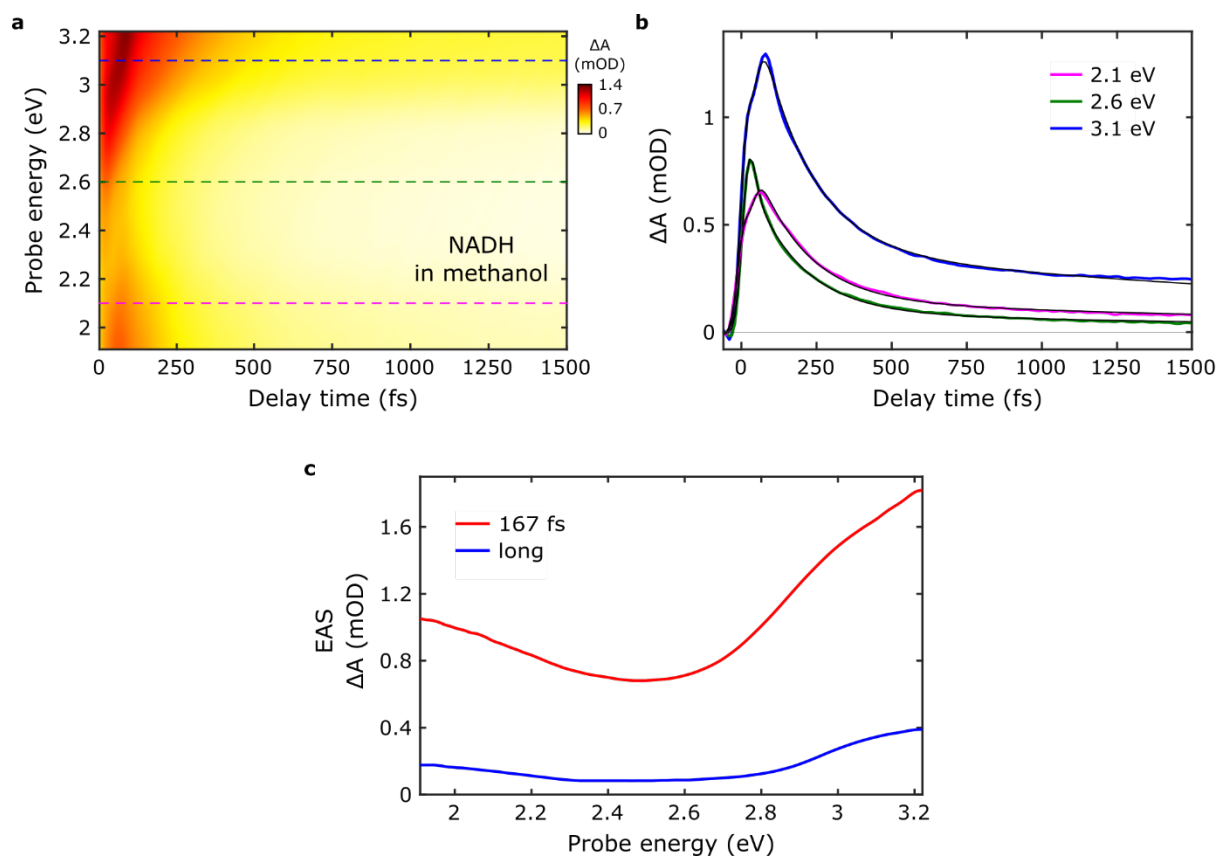 a
3.2
3
2.8
2.6
2.4
2.2
2
Probe energy (eV)
ΔA
(mOD)
1.4
0.7
0
NADH
in methanol
0 250 500 750 1000 1250 1500
Delay time (fs)
b
1
0.5
0
ΔA (mOD)
2.1 eV
2.6 eV
3.1 eV
0 250 500 750 1000 1250 1500
Delay time (fs)
c
1.6
1.2
0.8
0.4
0
EAS
ΔA (mOD)
167 fs
long
2 2.2 2.4 2.6 2.8 3 3.2
Probe energy (eV)